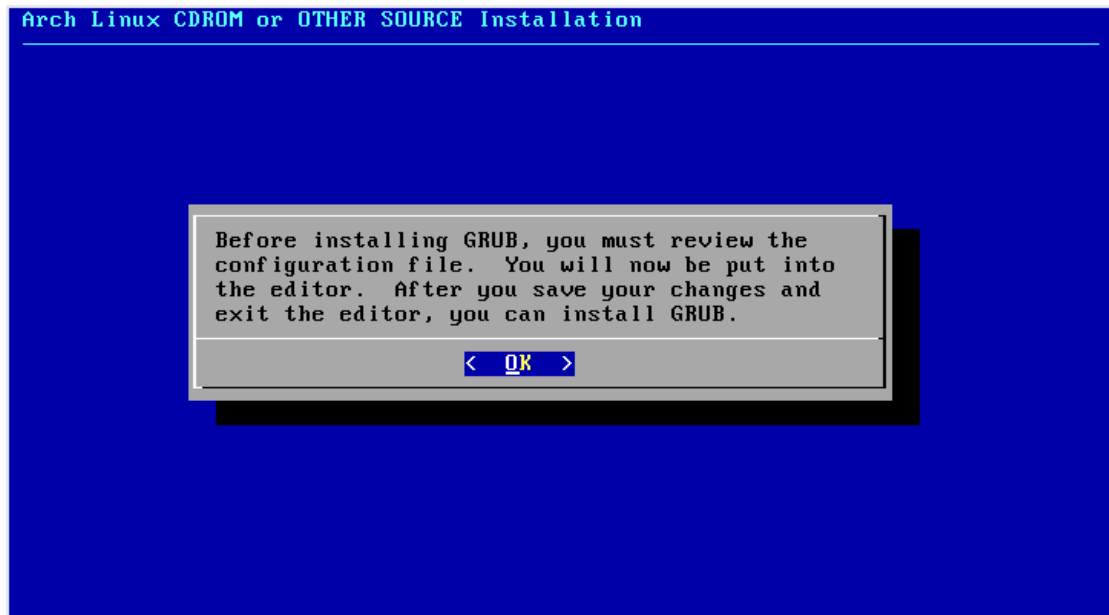 Arch Linux CDROM or OTHER SOURCE Installation
Before installing GRUB, you must review the
configuration file.  You will now be put into
the editor.  After you save your changes and
exit the editor, you can install GRUB.
<  OK  >